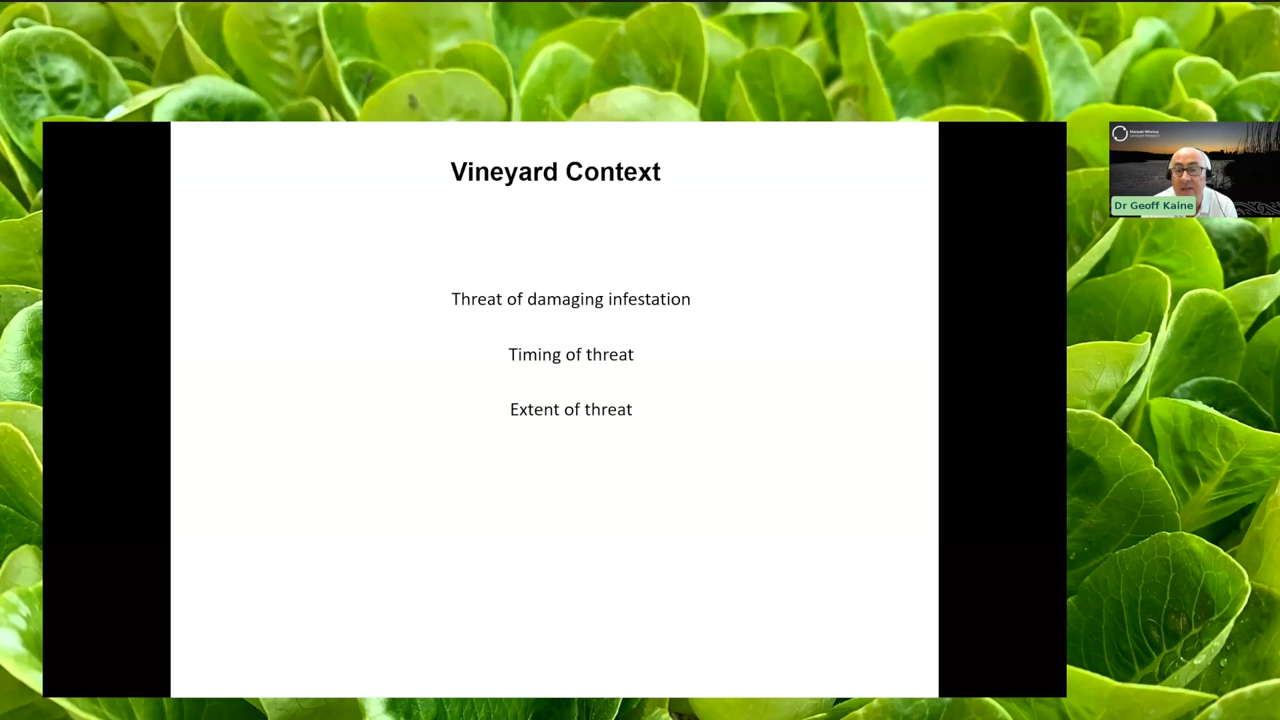 Vineyard Context
Threat of damaging infestation
Timing of threat
Extent of threat
Dr Geoff Kaine